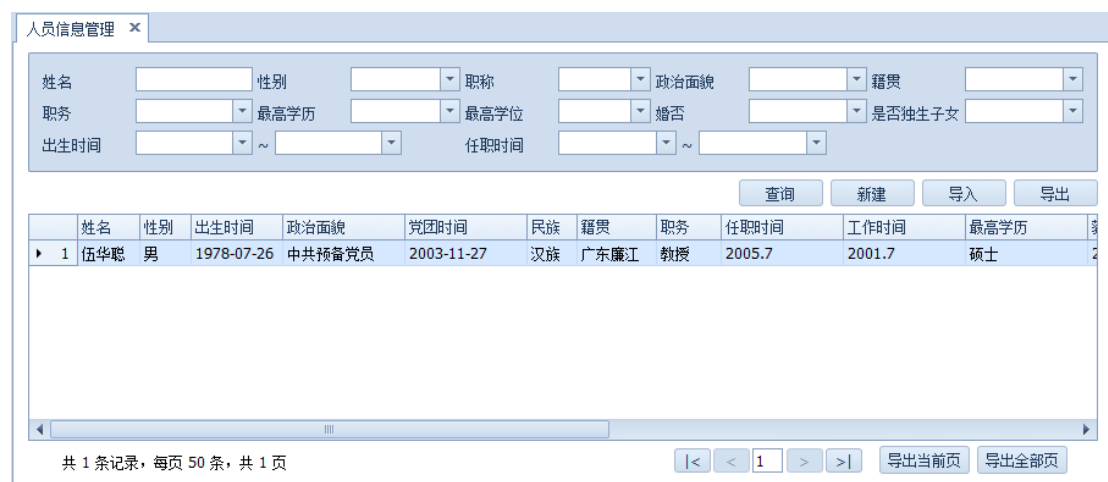 人员信息管理 ×
姓名 性别 职称 政治面貌 籍贯
职务 最高学历 最高学位 婚否 是否独生子女
出生时间 ~ 任职时间 ~
查询 新建 导入 导出
姓名 性别 出生时间 政治面貌 党团时间 民族 籍贯 职务 任职时间 工作时间 最高学历
1 伍华聪 男 1978-07-26 中共预备党员 2003-11-27 汉族 广东廉江 教授 2005.7 2001.7 硕士
共 1 条记录，每页 50 条，共 1 页 |< < 1 > >| 导出当前页 导出全部页